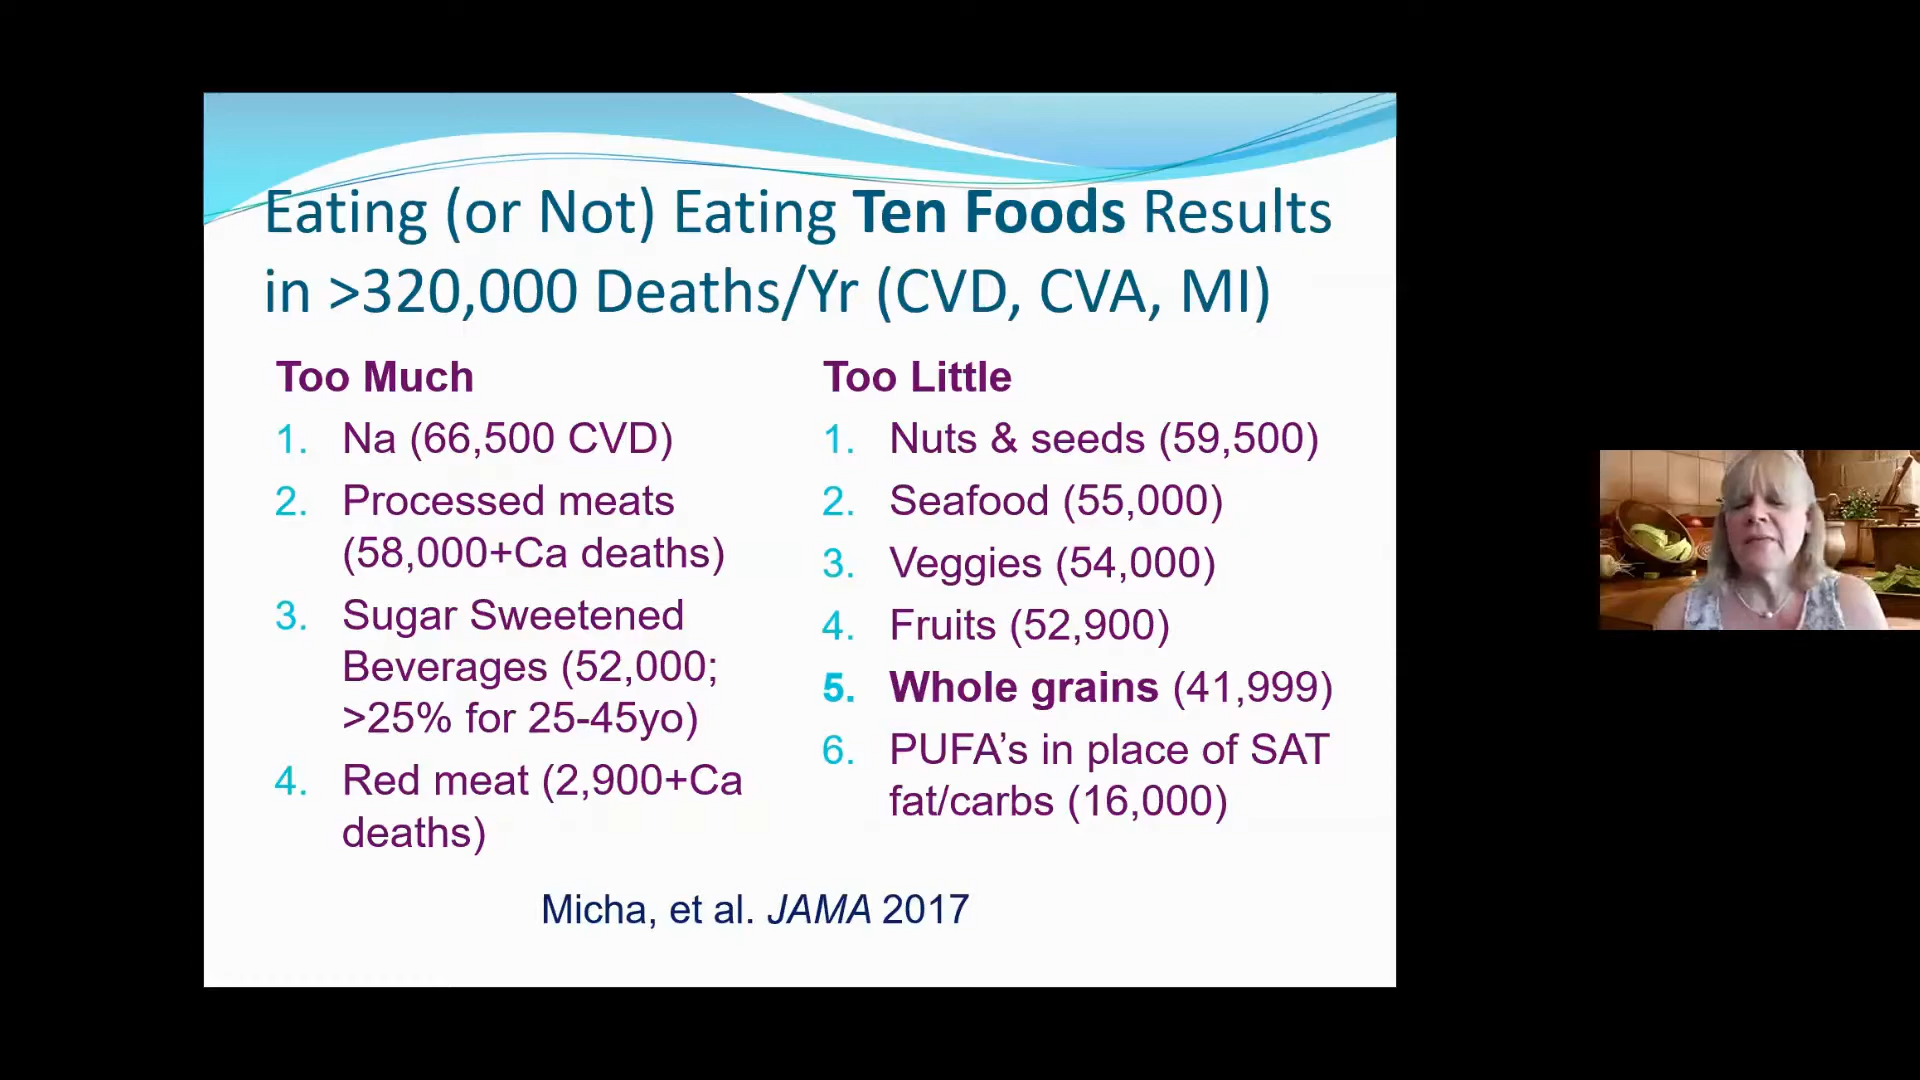 Eating (or Not) Eating Ten Foods Results
in >320,000 Deaths/Yr (CVD, CVA, MI)
Too Much
1. Na (66,500 CVD)
2. Processed meats
(58,000+Ca deaths)
3. Sugar Sweetened
Beverages (52,000;
>25% for 25-45yo)
4. Red meat (2,900+Ca
deaths)
Too Little
1. Nuts & seeds (59,500)
2. Seafood (55,000)
3. Veggies (54,000)
4. Fruits (52,900)
5. Whole grains (41,999)
6. PUFA’s in place of SAT
fat/carbs (16,000)
Micha, et al. JAMA 2017